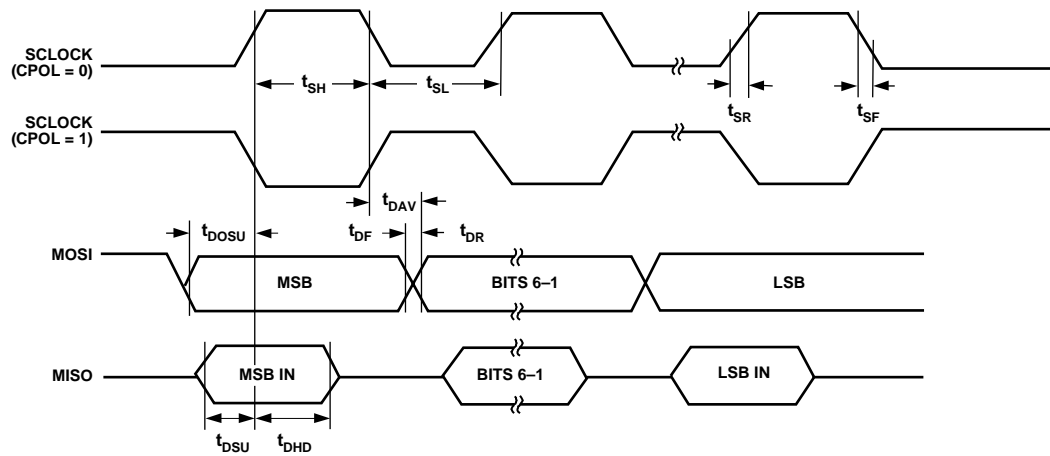 SCLOCK
(CPOL = 0)
tSH
tSL
tSR
tSF
SCLOCK
(CPOL = 1)
tDAV
tDOSU
tDF
tDR
MOSI
MSB
BITS 6–1
LSB
MISO
MSB IN
BITS 6–1
LSB IN
tDSU
tDHD